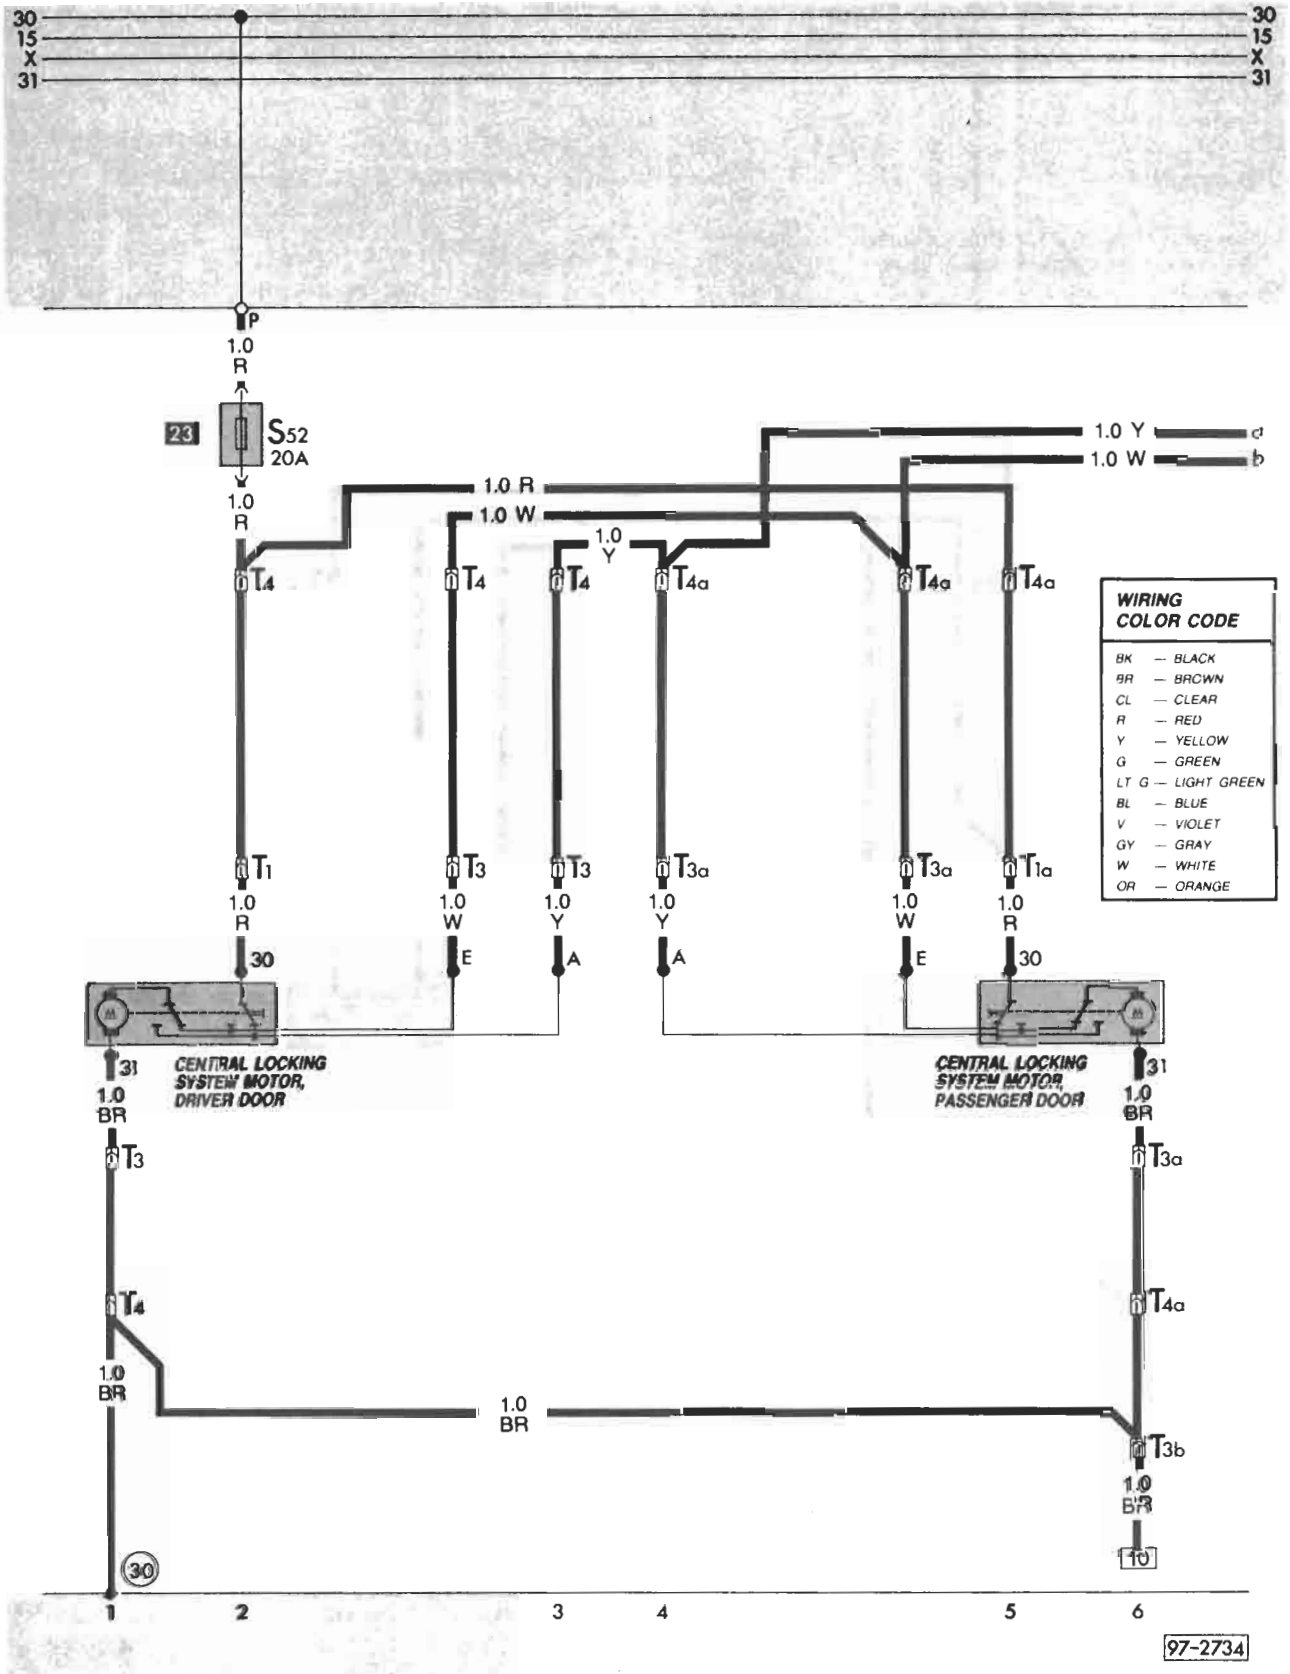 30 30
15 15
X X
31 31
P
1.0
R
23 S52
20A
1.0 Y a
1.0 W b
1.0 R
1.0
R
1.0 W
1.0
Y
T4 T4 T4 T4a T4a T4a
WIRING
COLOR CODE
BK — BLACK
BR — BROWN
CL — CLEAR
R — RED
Y — YELLOW
G — GREEN
LT G — LIGHT GREEN
BL — BLUE
V — VIOLET
GY — GRAY
W — WHITE
OR — ORANGE
T1 T3 T3 T3a T3a T1a
1.0 1.0 1.0 1.0 1.0 1.0
R W Y Y W R
30 E A A E 30
M M
31 31
CENTRAL LOCKING
SYSTEM MOTOR,
DRIVER DOOR
CENTRAL LOCKING
SYSTEM MOTOR,
PASSENGER DOOR
1.0 1.0
BR BR
T3 T3a
T4 T4a
1.0
BR
1.0
BR
T3b
1.0
BR
30 10
1 2 3 4 5 6
97-2734